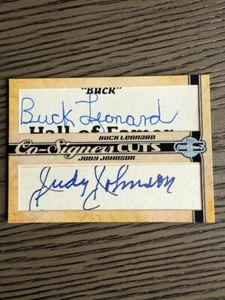 "Buck"
Buck Leonard
BUCK LEONARD
Hall of Famer
Co-Signers CUTS
JUDY JOHNSON
Judy Johnson